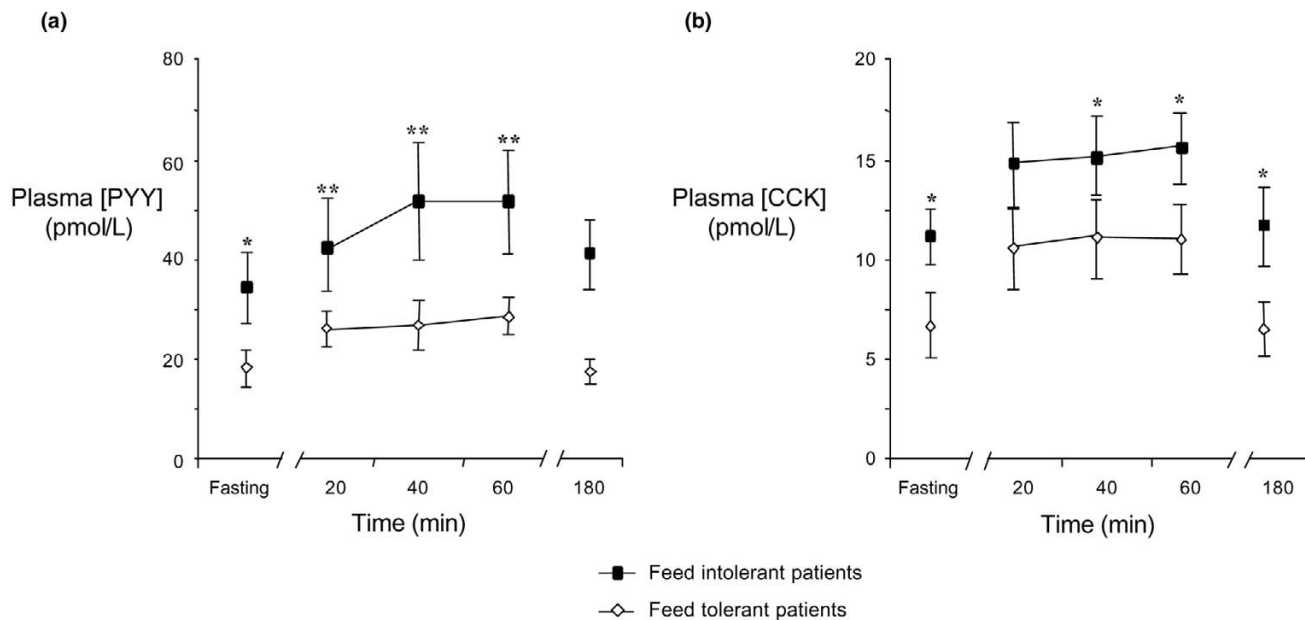 (a)
80
60
40
20
0
Plasma [PYY]
(pmol/L)
*
**
**
**
Fasting
20
40
60
180
Time (min)
(b)
20
15
10
5
0
Plasma [CCK]
(pmol/L)
*
*
*
*
Fasting
20
40
60
180
Time (min)
Feed intolerant patients
Feed tolerant patients